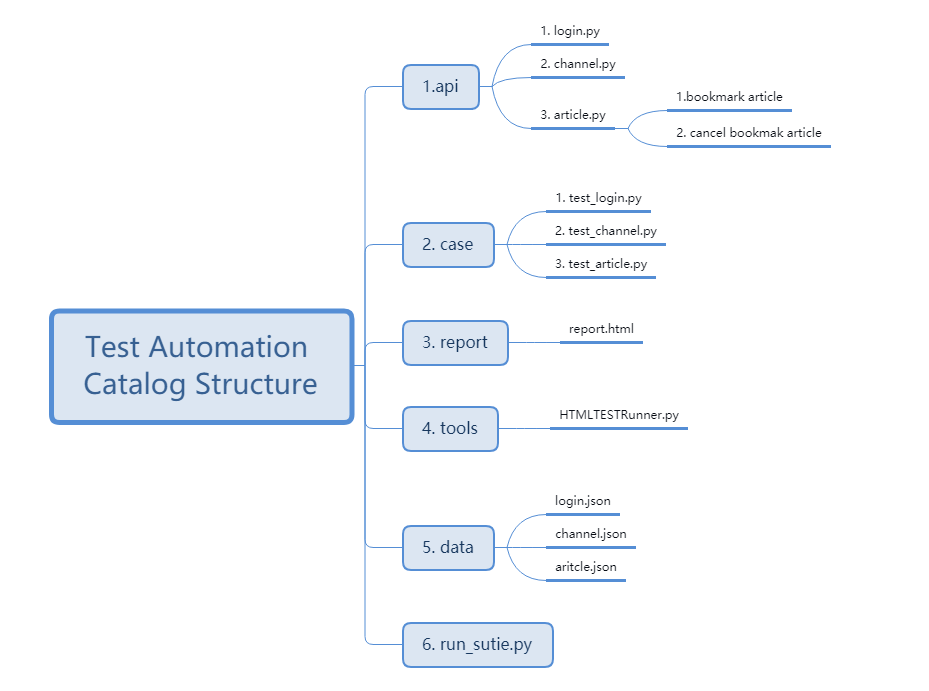 Test Automation
Catalog Structure
1.api
1. login.py
2. channel.py
3. article.py
1.bookmark article
2. cancel bookmak article
2. case
1. test_login.py
2. test_channel.py
3. test_article.py
3. report
report.html
4. tools
HTMLTESTRunner.py
5. data
login.json
channel.json
aritcle.json
6. run_sutie.py